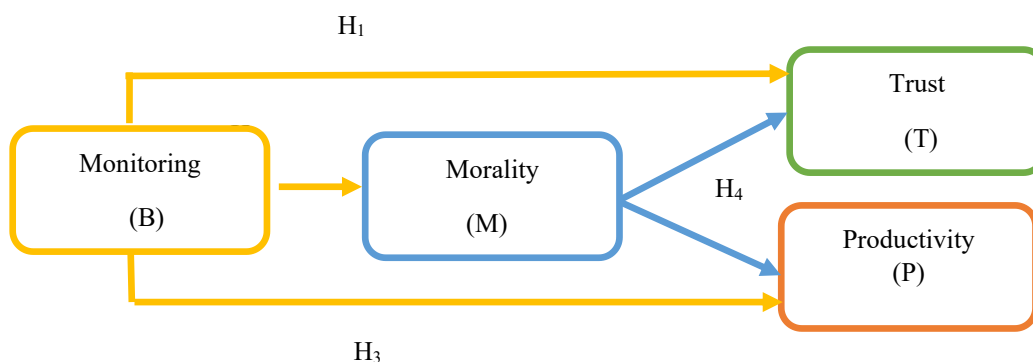 H₁
Trust
(T)
Monitoring
(B)
Morality
(M)
H₄
Productivity
(P)
H₃